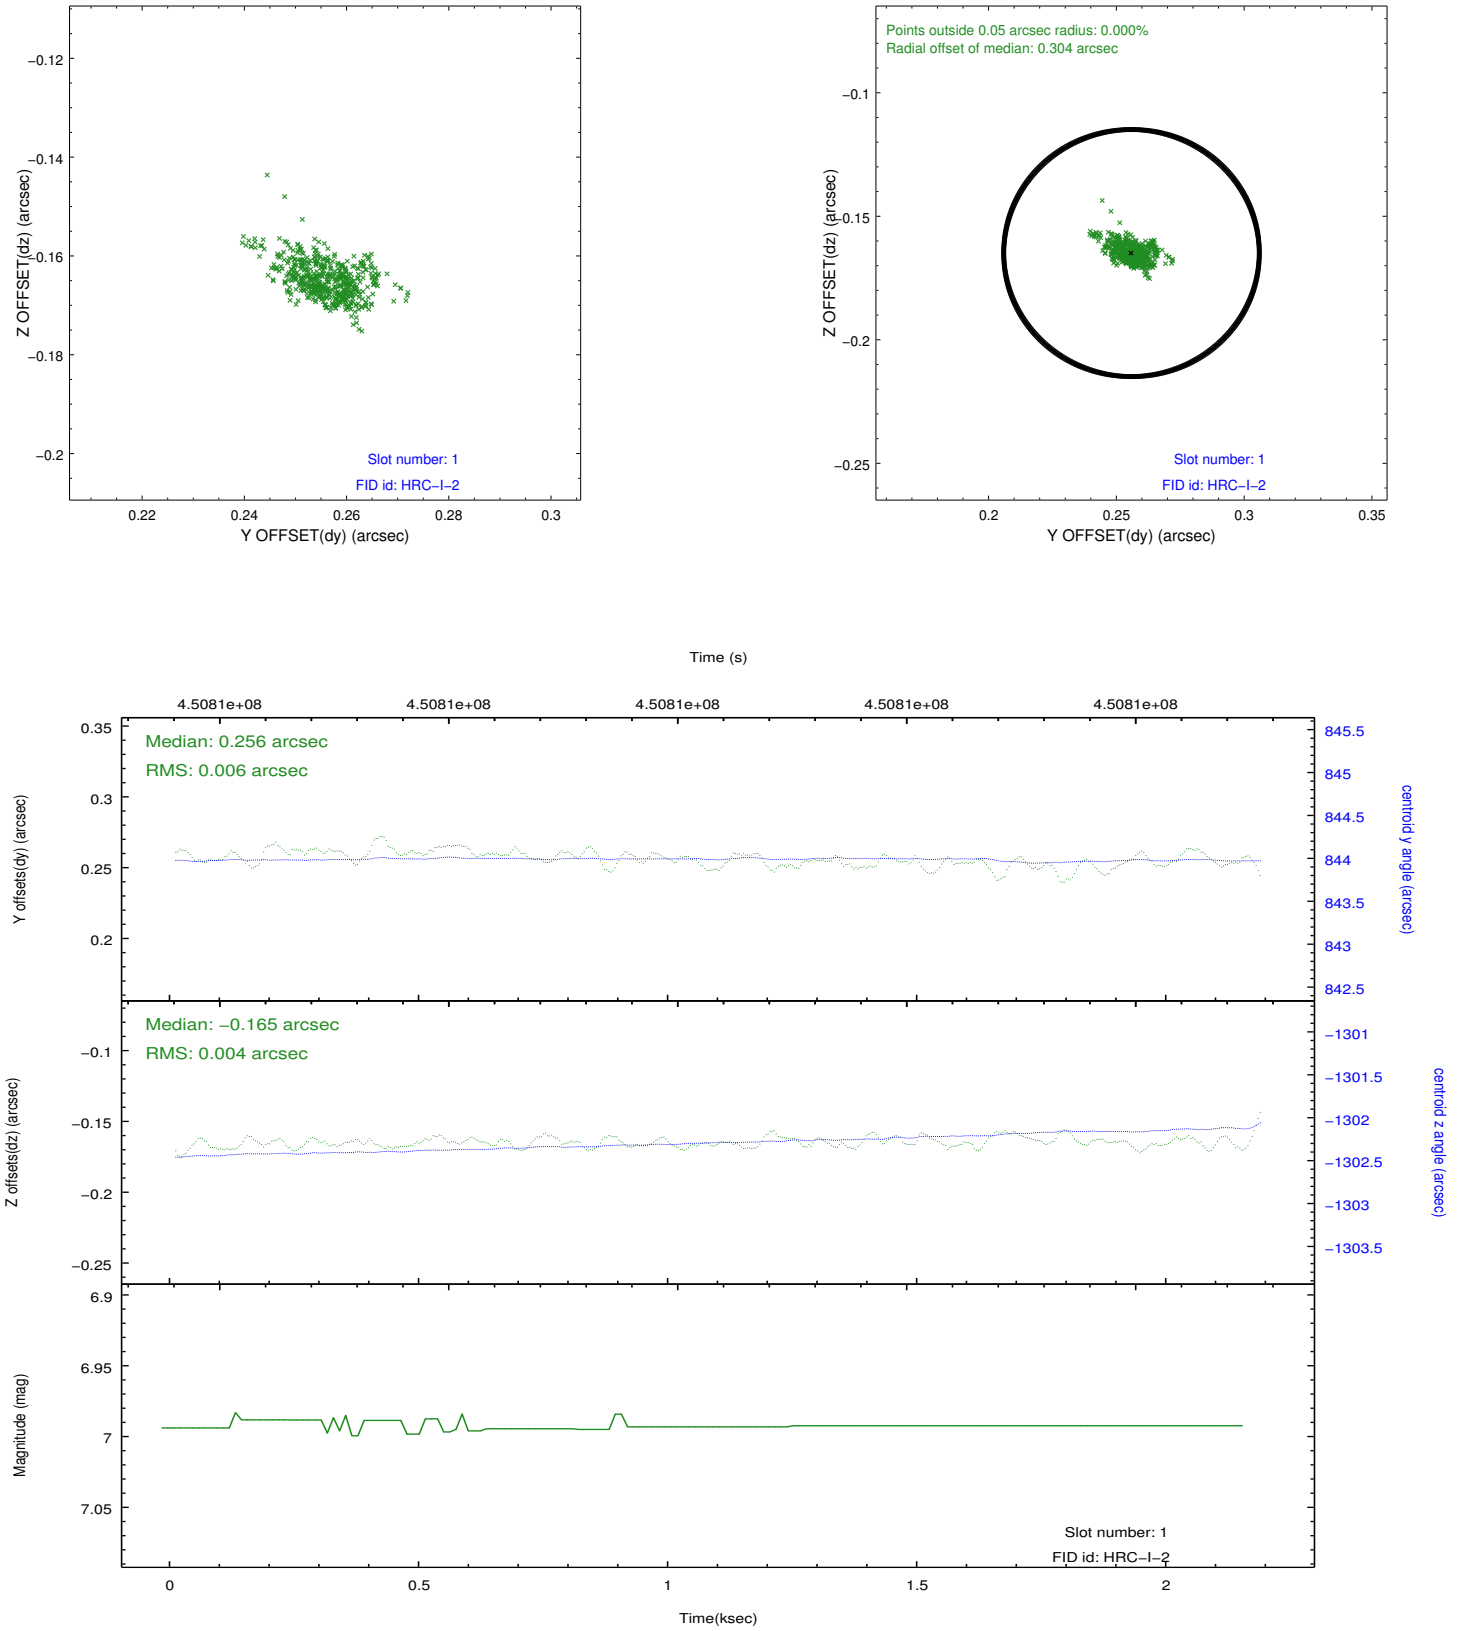 −0.12
−0.14
−0.16
−0.18
−0.2
Z OFFSET(dz) (arcsec)
Slot number: 1
FID id: HRC−I−2
0.22 0.24 0.26 0.28 0.3
Y OFFSET(dy) (arcsec)
Points outside 0.05 arcsec radius: 0.000%
Radial offset of median: 0.304 arcsec
−0.1
−0.15
−0.2
−0.25
Z OFFSET(dz) (arcsec)
Slot number: 1
FID id: HRC−I−2
0.2 0.25 0.3 0.35
Y OFFSET(dy) (arcsec)
Time (s)
4.5081e+08 4.5081e+08 4.5081e+08 4.5081e+08 4.5081e+08
Median: 0.256 arcsec
RMS: 0.006 arcsec
0.35
0.3
0.25
0.2
Y offsets(dy) (arcsec)
845.5
845
844.5
844
843.5
843
842.5
centroid y angle (arcsec)
Median: −0.165 arcsec
RMS: 0.004 arcsec
−0.1
−0.15
−0.2
−0.25
Z offsets(dz) (arcsec)
−1301
−1301.5
−1302
−1302.5
−1303
−1303.5
centroid z angle (arcsec)
6.9
6.95
7
7.05
Magnitude (mag)
Slot number: 1
FID id: HRC−I−2
0 0.5 1 1.5 2
Time(ksec)